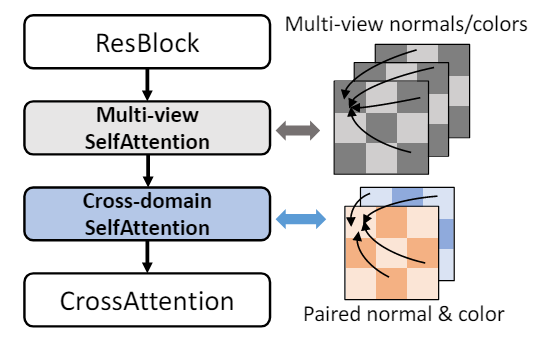 ResBlock
Multi-view normals/colors
Multi-view
SelfAttention
Cross-domain
SelfAttention
CrossAttention
Paired normal & color